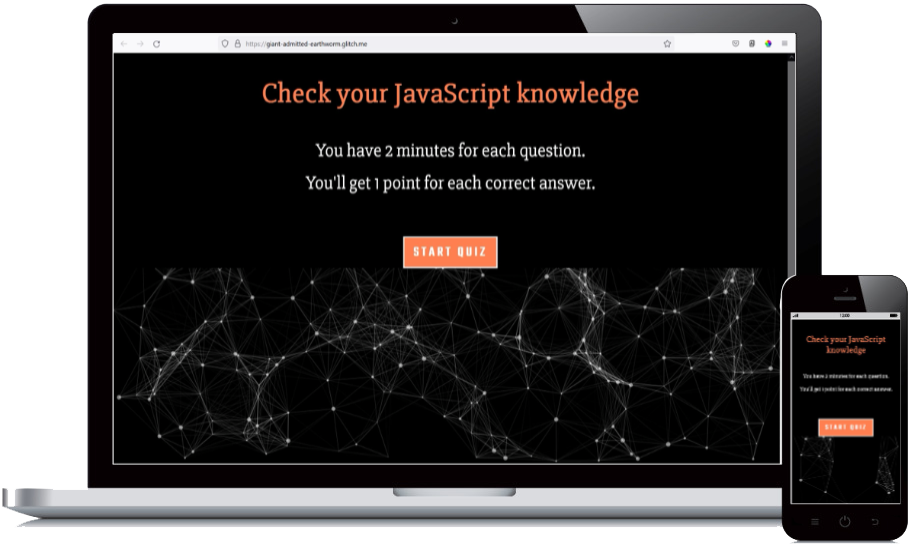 https://giant-admitted-earthworm.glitch.me
Check your JavaScript knowledge
You have 2 minutes for each question.
You'll get 1 point for each correct answer.
START QUIZ
Check your JavaScript
knowledge
You have 2 minutes for each question.
You'll get 1 point for each correct answer.
START QUIZ